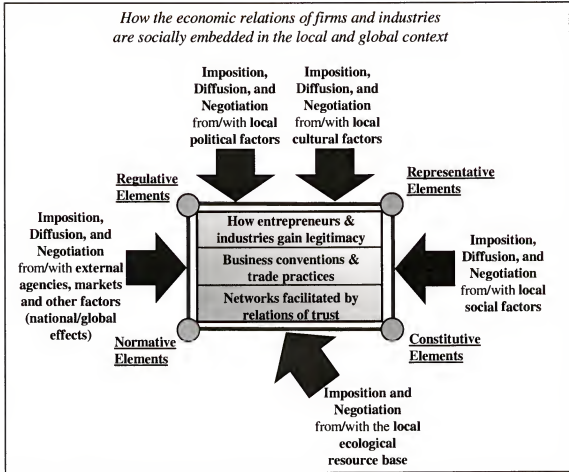 How the economic relations of firms and industries
are socially embedded in the local and global context
Imposition,
Diffusion, and
Negotiation
from/with local
political factors
Imposition,
Diffusion, and
Negotiation
from/with local
cultural factors
Regulative
Elements
Representative
Elements
Imposition,
Diffusion, and
Negotiation
from/with external
agencies, markets
and other factors
(national/global
effects)
How entrepreneurs &
industries gain legitimacy
Business conventions &
trade practices
Networks facilitated by
relations of trust
Imposition,
Diffusion, and
Negotiation
from/with local
social factors
Normative
Elements
Constitutive
Elements
Imposition and
Negotiation
from/with the local
ecological
resource base